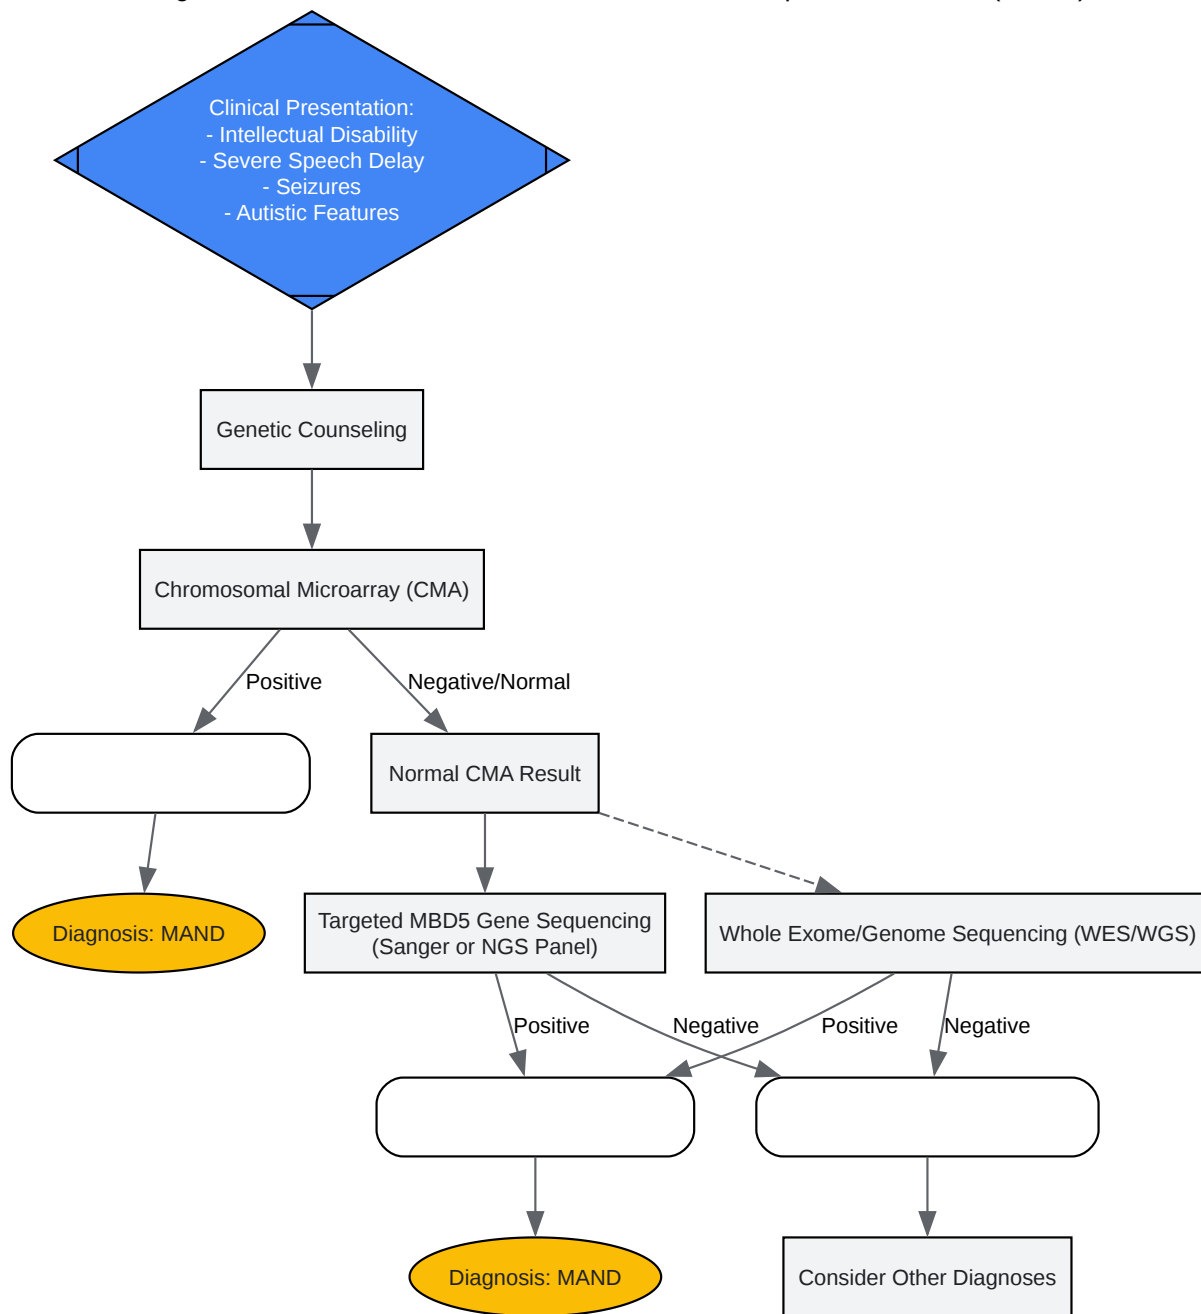 Clinical Presentation:
- Intellectual Disability
- Severe Speech Delay
- Seizures
- Autistic Features
Genetic Counseling
Chromosomal Microarray (CMA)
Positive
Negative/Normal
Normal CMA Result
Diagnosis: MAND
Targeted MBD5 Gene Sequencing
(Sanger or NGS Panel)
Whole Exome/Genome Sequencing (WES/WGS)
Positive
Negative
Positive
Negative
Diagnosis: MAND
Consider Other Diagnoses